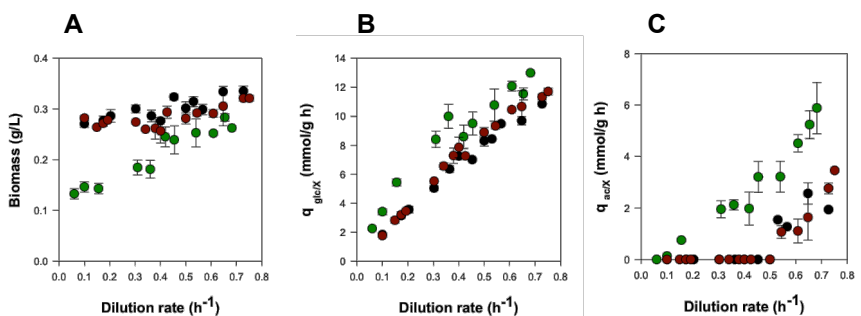 A
B
C
Biomass (g/L)
0.4
0.3
0.2
0.1
0.0
0.0 0.1 0.2 0.3 0.4 0.5 0.6 0.7 0.8
Dilution rate (h-1)
q glc/X (mmol/g h)
14
12
10
8
6
4
2
0
0.0 0.1 0.2 0.3 0.4 0.5 0.6 0.7 0.8
Dilution rate (h-1)
q ac/X (mmol/g h)
8
6
4
2
0
0.0 0.1 0.2 0.3 0.4 0.5 0.6 0.7 0.8
Dilution rate (h-1)